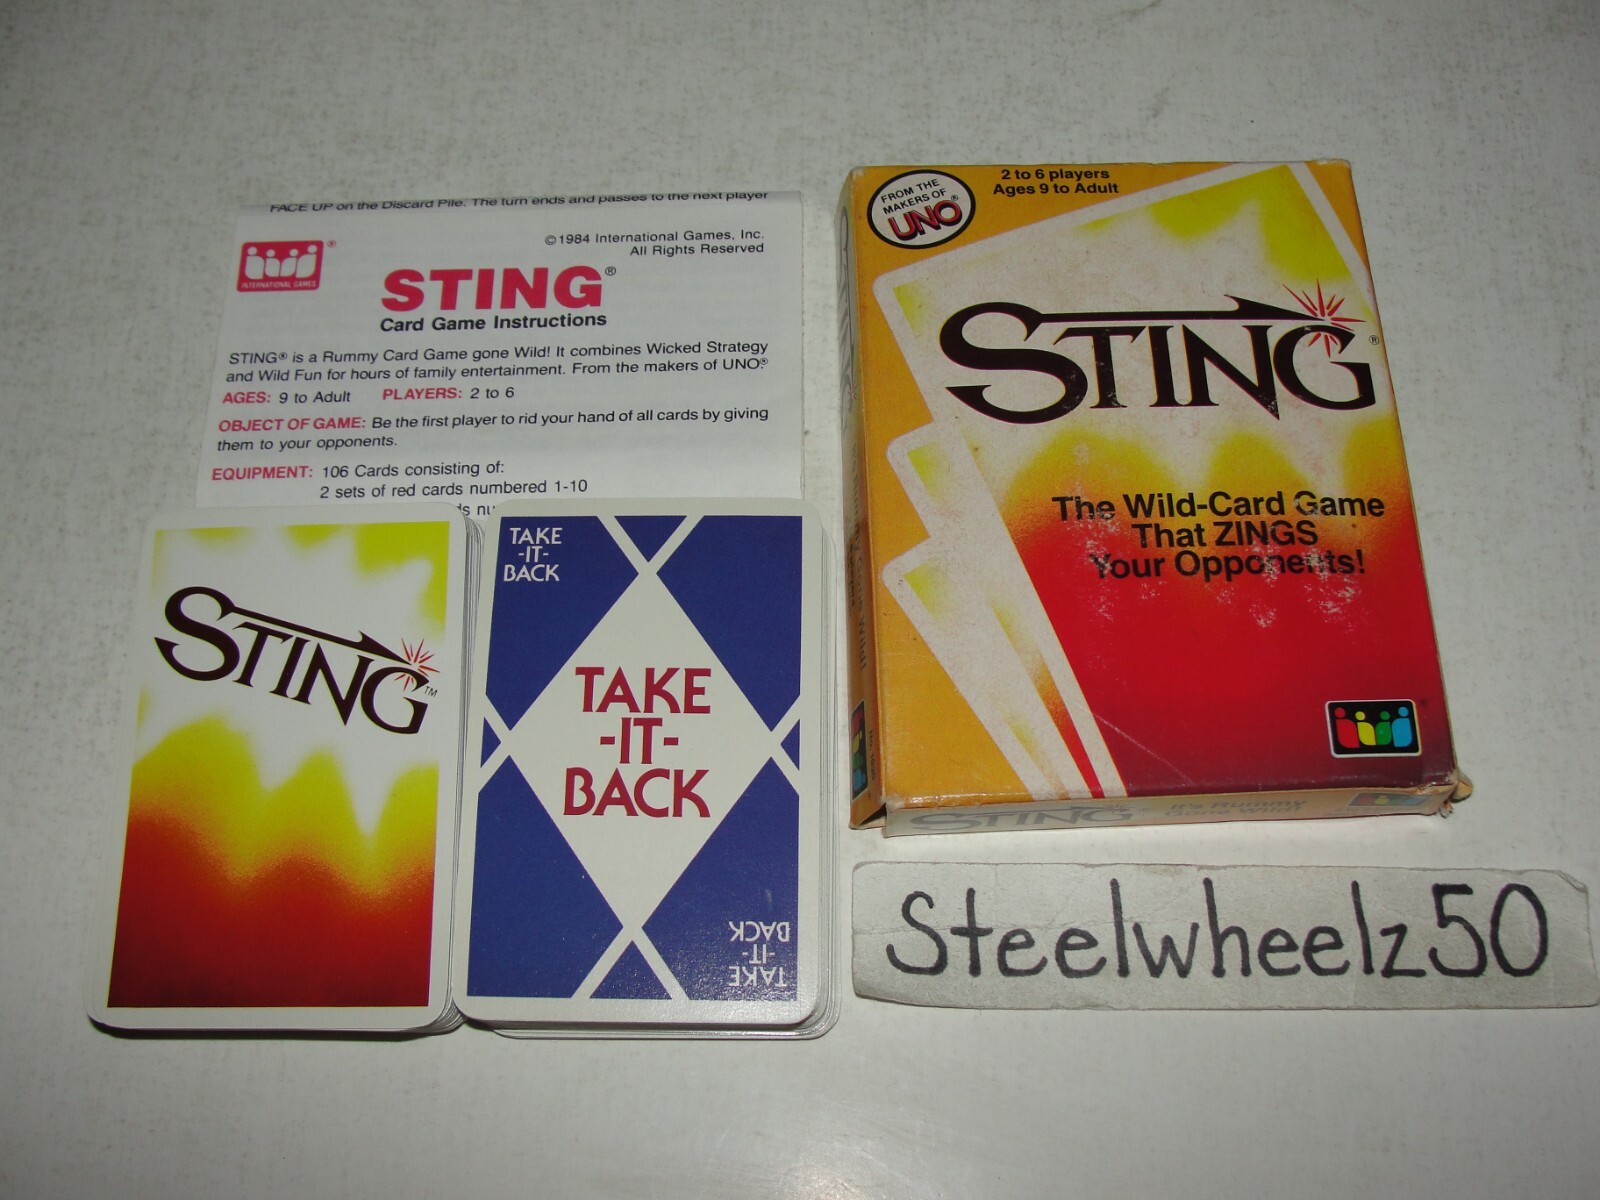 FACE UP on the Discard Pile. The turn ends and passes to the next player
©1984 International Games, Inc.
All Rights Reserved
INTERNATIONAL GAMES
®
STING®
Card Game Instructions
STING® is a Rummy Card Game gone Wild! It combines Wicked Strategy
and Wild Fun for hours of family entertainment. From the makers of UNO®
AGES: 9 to Adult PLAYERS: 2 to 6
OBJECT OF GAME: Be the first player to rid your hand of all cards by giving
them to your opponents.
EQUIPMENT: 106 Cards consisting of:
2 sets of red cards numbered 1-10
STING™
TAKE
-IT-
BACK
TAKE
-IT-
BACK
TAKE
-IT-
BACK
FROM THE
MAKERS OF
UNO®
2 to 6 players
Ages 9 to Adult
STING®
The Wild-Card Game
That ZINGS
Your Opponents!
STING®
It's Rummy
Gone Wild!
Steelwheelz50